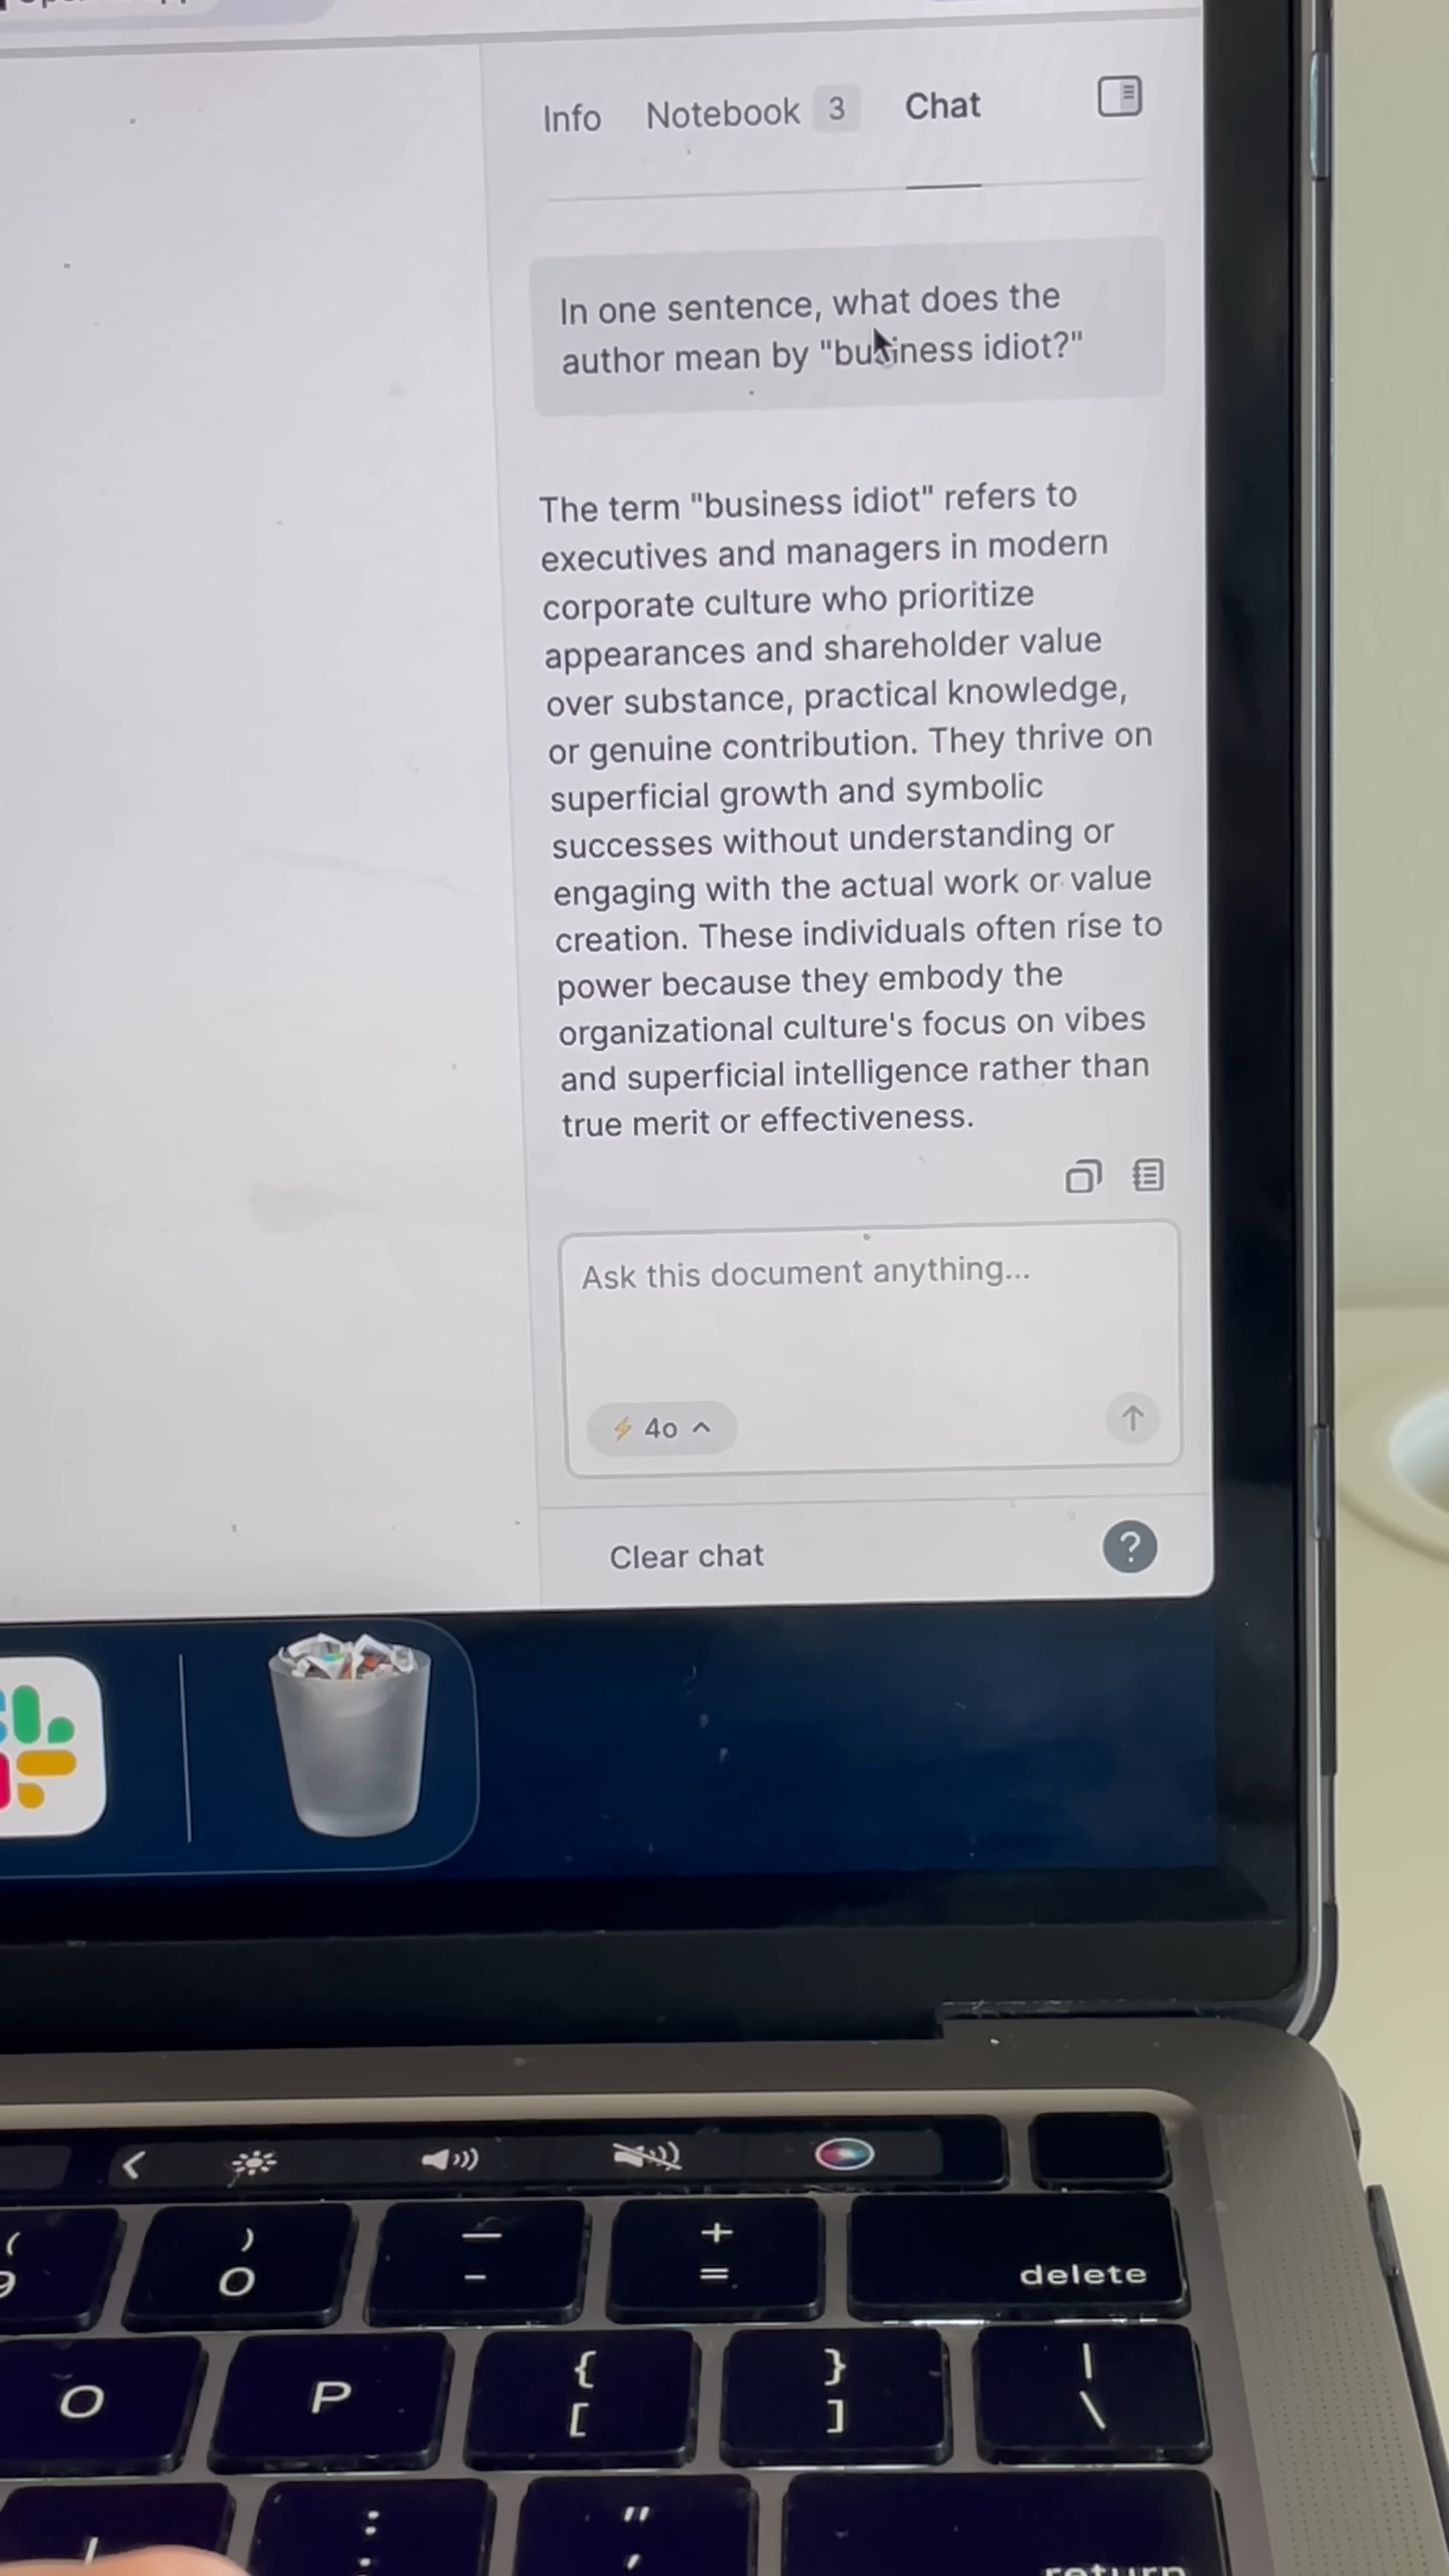 Info Notebook 3 Chat
In one sentence, what does the
author mean by "business idiot?"
The term "business idiot" refers to
executives and managers in modern
corporate culture who prioritize
appearances and shareholder value
over substance, practical knowledge,
or genuine contribution. They thrive on
superficial growth and symbolic
successes without understanding or
engaging with the actual work or value
creation. These individuals often rise to
power because they embody the
organizational culture's focus on vibes
and superficial intelligence rather than
true merit or effectiveness.
Ask this document anything...
4o
Clear chat
?
( ) — +
9 0 - = delete
O P { } |
[ ] \
: "
; '
return